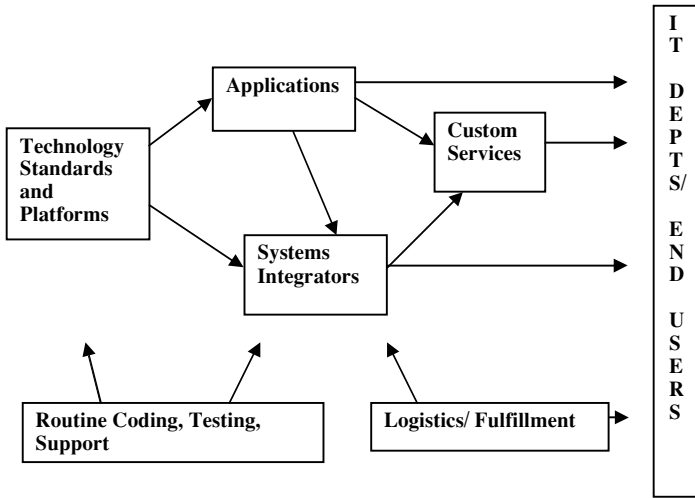 Applications
Technology
Standards
and
Platforms
Custom
Services
Systems
Integrators
Routine Coding, Testing,
Support
Logistics/ Fulfillment
I
T
D
E
P
T
S/
E
N
D
U
S
E
R
S